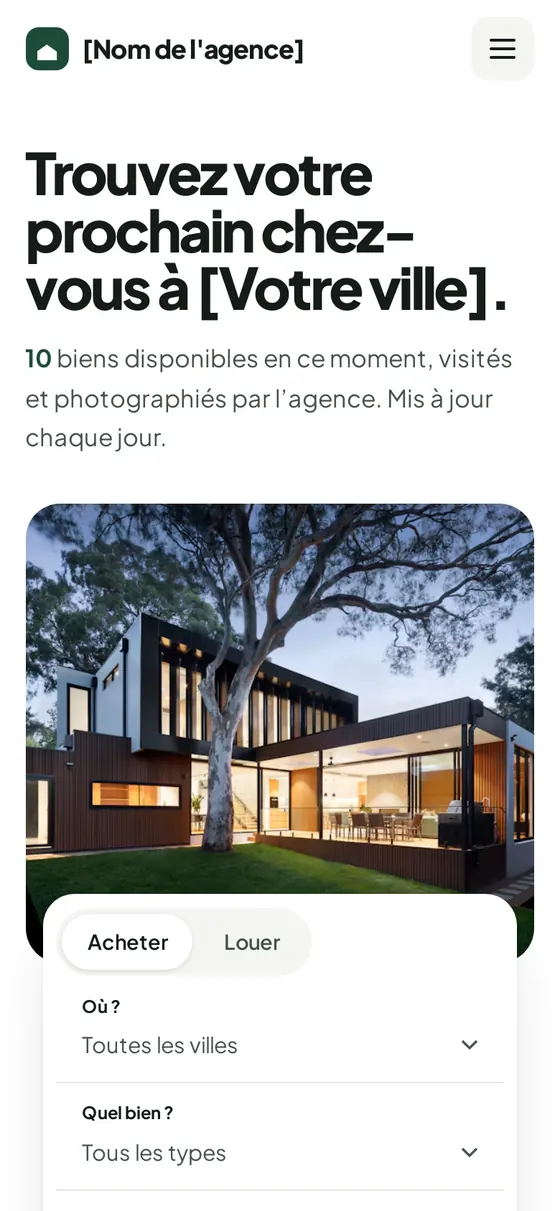 [Nom de l'agence]
Trouvez votre
prochain chez-
vous à [Votre ville].
10 biens disponibles en ce moment, visités
et photographiés par l’agence. Mis à jour
chaque jour.
Acheter
Louer
Où ?
Toutes les villes
Quel bien ?
Tous les types